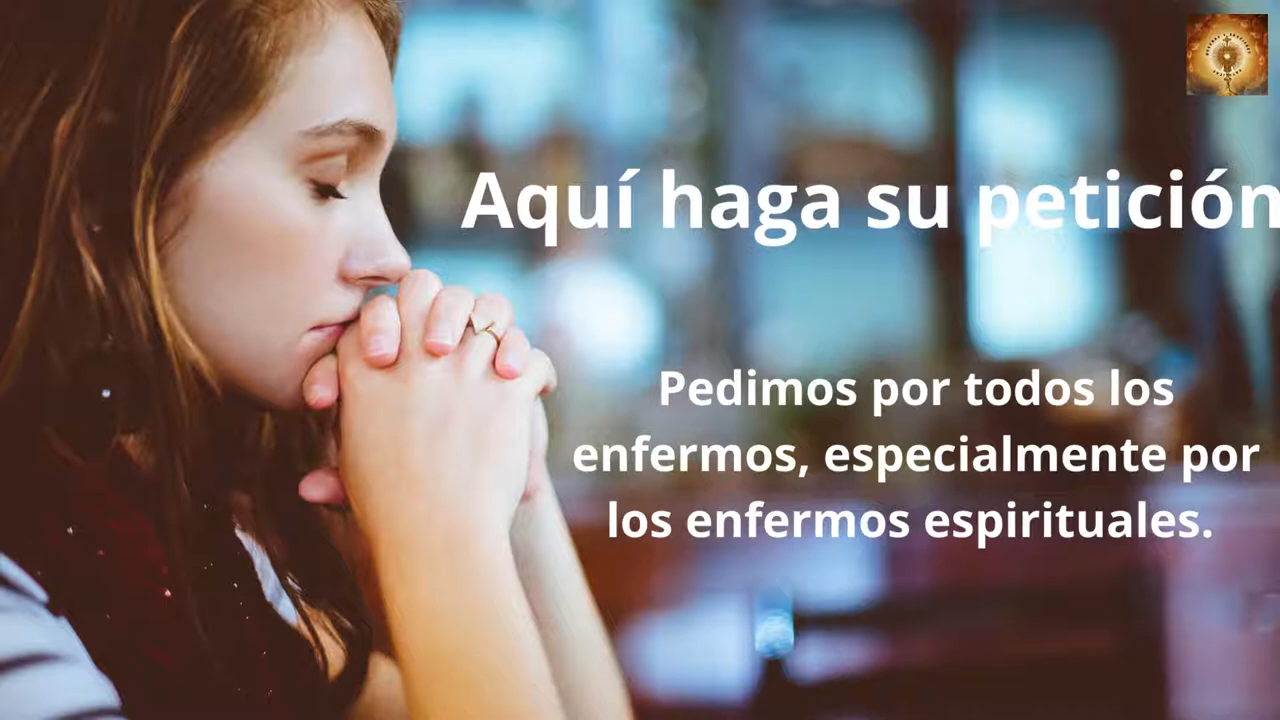 Aquí haga su petición
Pedimos por todos los
enfermos, especialmente por
los enfermos espirituales.